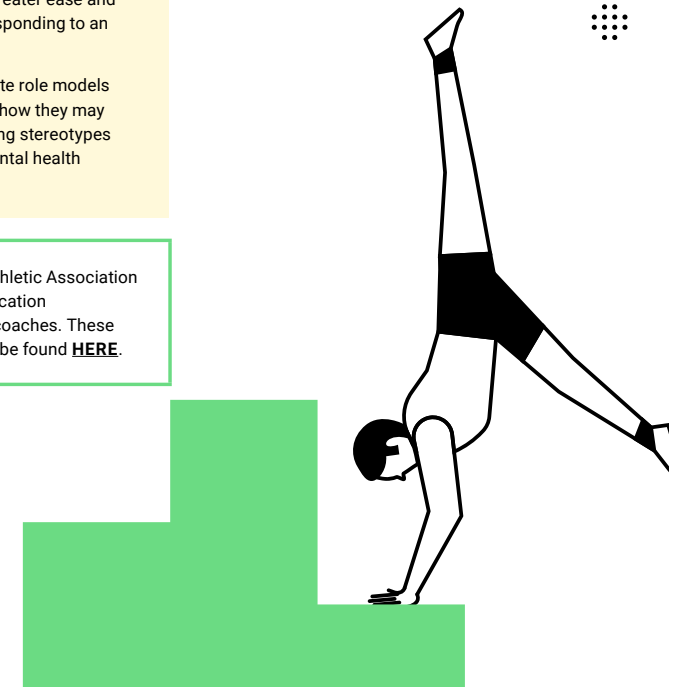 eater ease and
sponding to an
te role models
how they may
ng stereotypes
ntal health
hletic Association
cation
coaches. These
be found HERE.